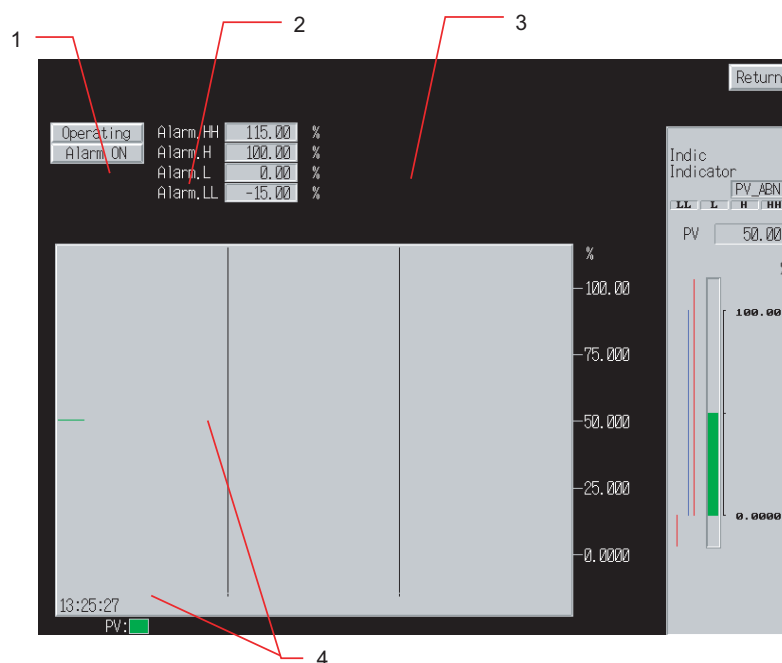 1
2
3
Return
Operating
Alarm ON
Alarm.HH 115.00 %
Alarm.H 100.00 %
Alarm.L 0.00 %
Alarm.LL -15.00 %
Indic
Indicator
PV_ABN
LL L H HH
PV 50.00
%
100.00
75.000
50.000
25.000
0.0000
100.00
0.0000
13:25:27
PV:
4